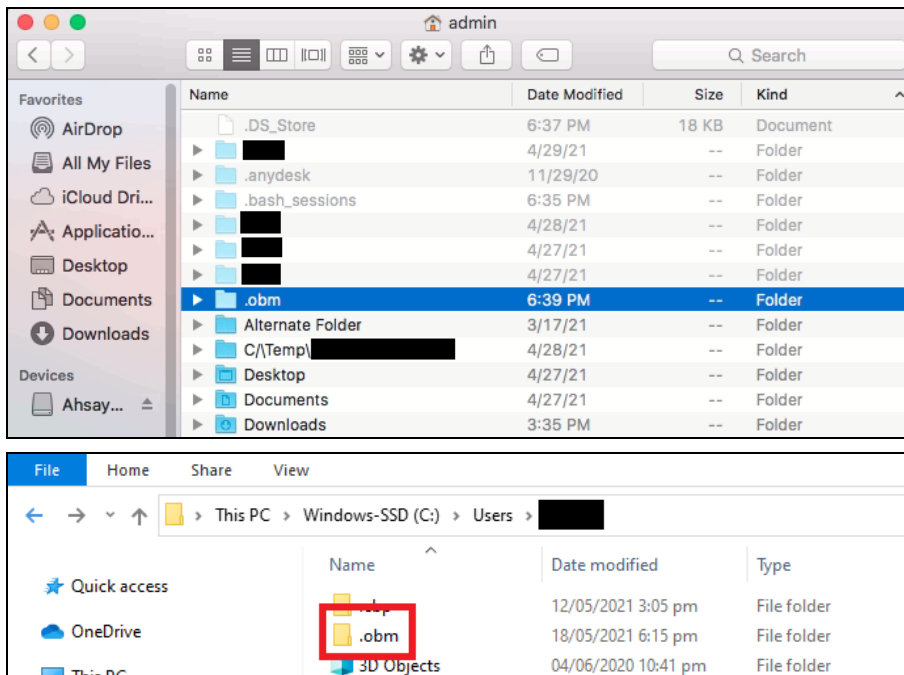 admin
Search
Favorites
AirDrop
All My Files
iCloud Dri...
Applicatio...
Desktop
Documents
Downloads
Devices
Ahsay...
Name Date Modified Size Kind
.DS_Store 6:37 PM 18 KB Document
4/29/21 -- Folder
.anydesk 11/29/20 -- Folder
.bash_sessions 6:35 PM -- Folder
4/28/21 -- Folder
4/27/21 -- Folder
4/27/21 -- Folder
.obm 6:39 PM -- Folder
Alternate Folder 3/17/21 -- Folder
C/\Temp\ 4/28/21 -- Folder
Desktop 4/27/21 -- Folder
Documents 4/27/21 -- Folder
Downloads 3:35 PM -- Folder
File Home Share View
This PC > Windows-SSD (C:) > Users >
Quick access
OneDrive
This PC
Name Date modified Type
12/05/2021 3:05 pm File folder
.obm 18/05/2021 6:15 pm File folder
3D Objects 04/06/2020 10:41 pm File folder